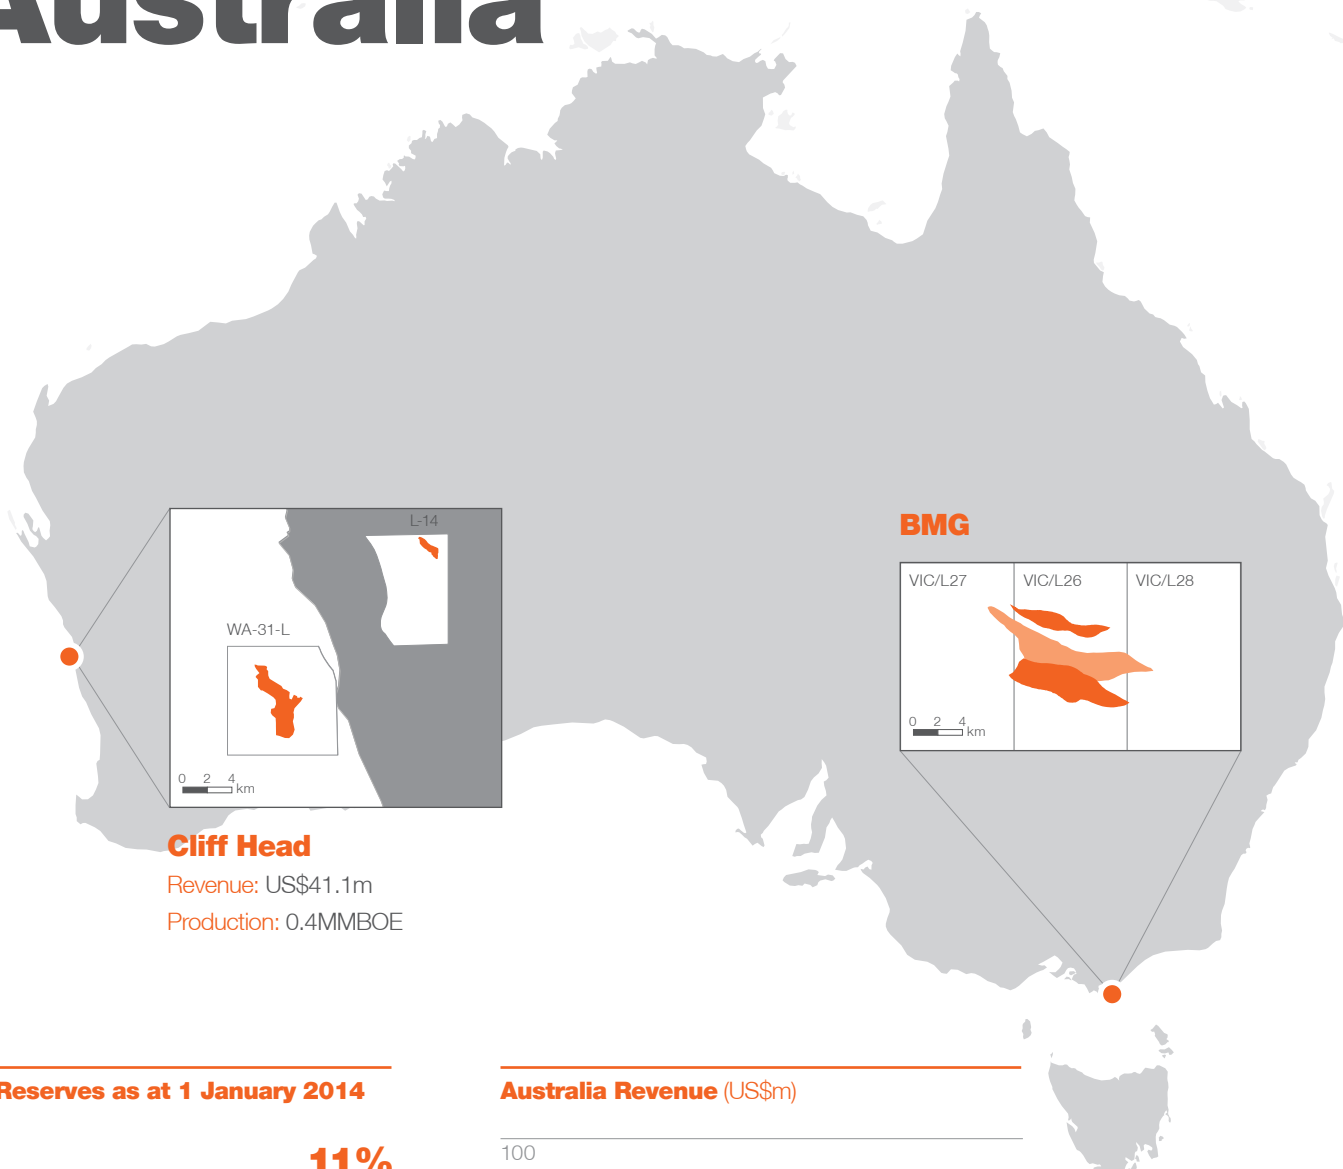 Australia
L-14
WA-31-L
0 2 4
km
Cliff Head
Revenue: US$41.1m
Production: 0.4MMBOE
BMG
VIC/L27 VIC/L26 VIC/L28
0 2 4
km
Reserves as at 1 January 2014
11%
Australia Revenue (US$m)
100